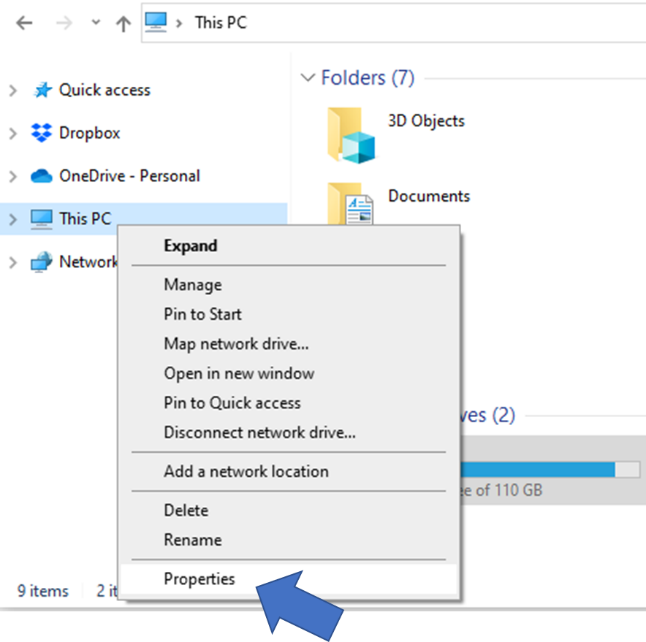 This PC
Quick access
Dropbox
OneDrive - Personal
This PC
Network
Folders (7)
3D Objects
Documents
Expand
Manage
Pin to Start
Map network drive...
Open in new window
Pin to Quick access
Disconnect network drive...
Add a network location
Delete
Rename
Properties
ves (2)
ee of 110 GB
9 items
2 it